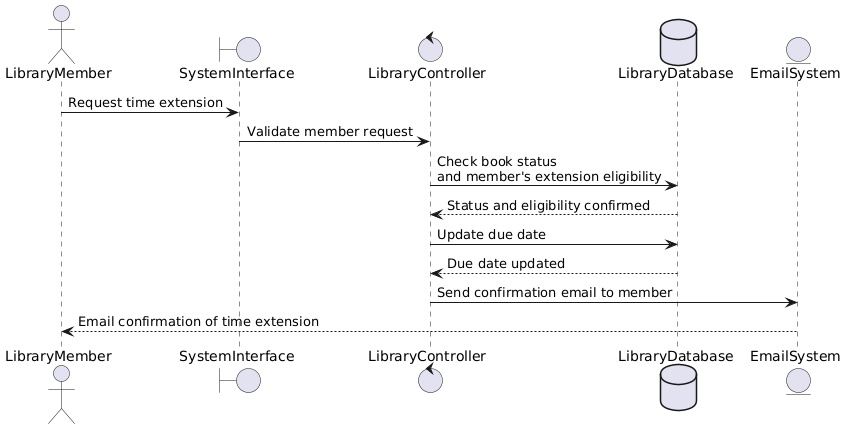 LibraryMember
SystemInterface
LibraryController
LibraryDatabase
EmailSystem
Request time extension
Validate member request
Check book status
and member's extension eligibility
Status and eligibility confirmed
Update due date
Due date updated
Send confirmation email to member
Email confirmation of time extension
LibraryMember
SystemInterface
LibraryController
LibraryDatabase
EmailSystem